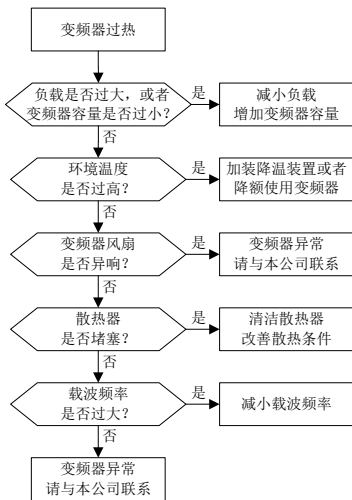 变频器过热
负载是否过大，或者
变频器容量是否过小？
是
减小负载
增加变频器容量
否
环境温度
是否过高？
是
加装降温装置或者
降额使用变频器
否
变频器风扇
是否异响？
是
变频器异常
请与本公司联系
否
散热器
是否堵塞？
是
清洁散热器
改善散热条件
否
载波频率
是否过大？
是
减小载波频率
否
变频器异常
请与本公司联系